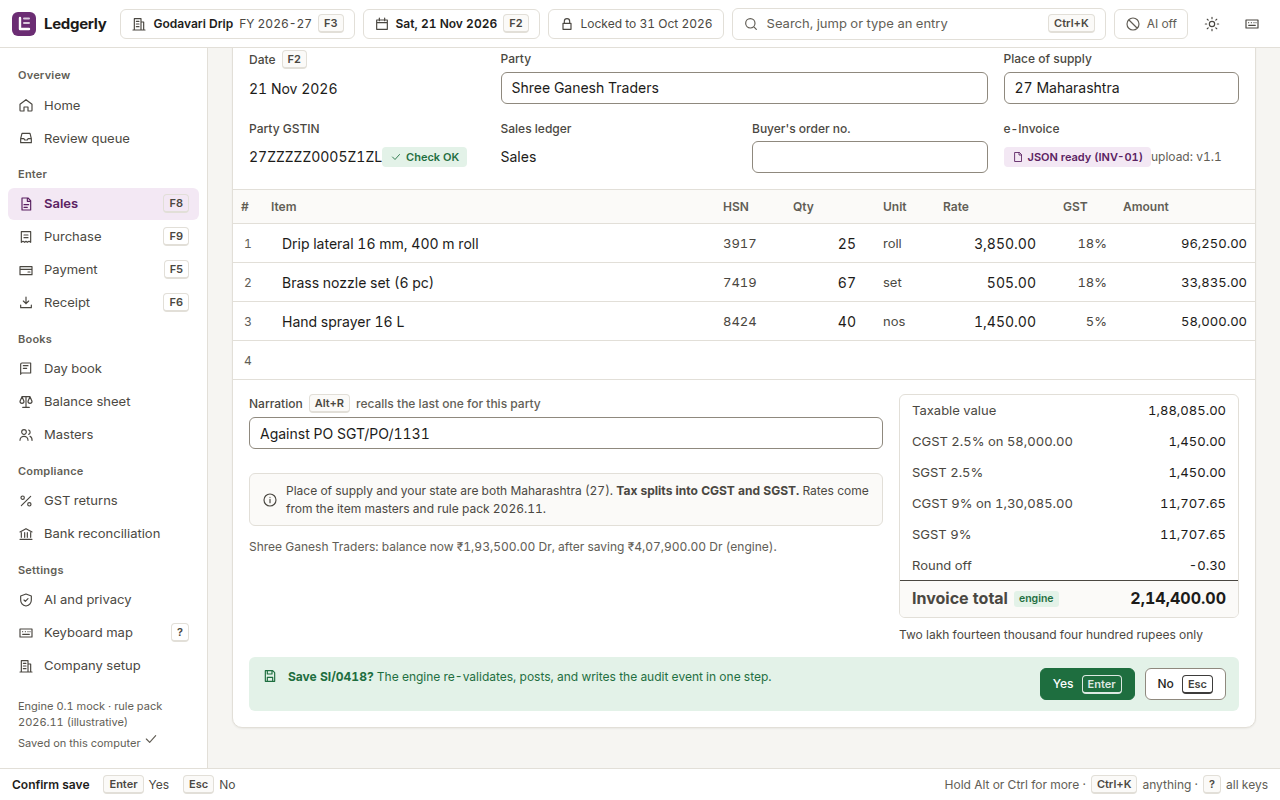 Ledgerly
Godavari Drip FY 2026-27 F3
Sat, 21 Nov 2026 F2
Locked to 31 Oct 2026
Search, jump or type an entry Ctrl+K
AI off
Overview
Home
Review queue
Enter
Sales F8
Purchase F9
Payment F5
Receipt F6
Books
Day book
Balance sheet
Masters
Compliance
GST returns
Bank reconciliation
Settings
AI and privacy
Keyboard map ?
Company setup
Engine 0.1 mock · rule pack
2026.11 (illustrative)
Saved on this computer
Date F2 Party Place of supply
21 Nov 2026 Shree Ganesh Traders 27 Maharashtra
Party GSTIN Sales ledger Buyer's order no. e-Invoice
27ZZZZZ0005Z1ZL Check OK Sales JSON ready (INV-01) upload: v1.1
# Item HSN Qty Unit Rate GST Amount
1 Drip lateral 16 mm, 400 m roll 3917 25 roll 3,850.00 18% 96,250.00
2 Brass nozzle set (6 pc) 7419 67 set 505.00 18% 33,835.00
3 Hand sprayer 16 L 8424 40 nos 1,450.00 5% 58,000.00
4
Narration Alt+R recalls the last one for this party
Against PO SGT/PO/1131
Place of supply and your state are both Maharashtra (27). Tax splits into CGST and SGST. Rates come
from the item masters and rule pack 2026.11.
Shree Ganesh Traders: balance now ₹1,93,500.00 Dr, after saving ₹4,07,900.00 Dr (engine).
Taxable value 1,88,085.00
CGST 2.5% on 58,000.00 1,450.00
SGST 2.5% 1,450.00
CGST 9% on 1,30,085.00 11,707.65
SGST 9% 11,707.65
Round off -0.30
Invoice total engine 2,14,400.00
Two lakh fourteen thousand four hundred rupees only
Save SI/0418? The engine re-validates, posts, and writes the audit event in one step.
Yes Enter No Esc
Confirm save Enter Yes Esc No
Hold Alt or Ctrl for more · Ctrl+K anything · ? all keys